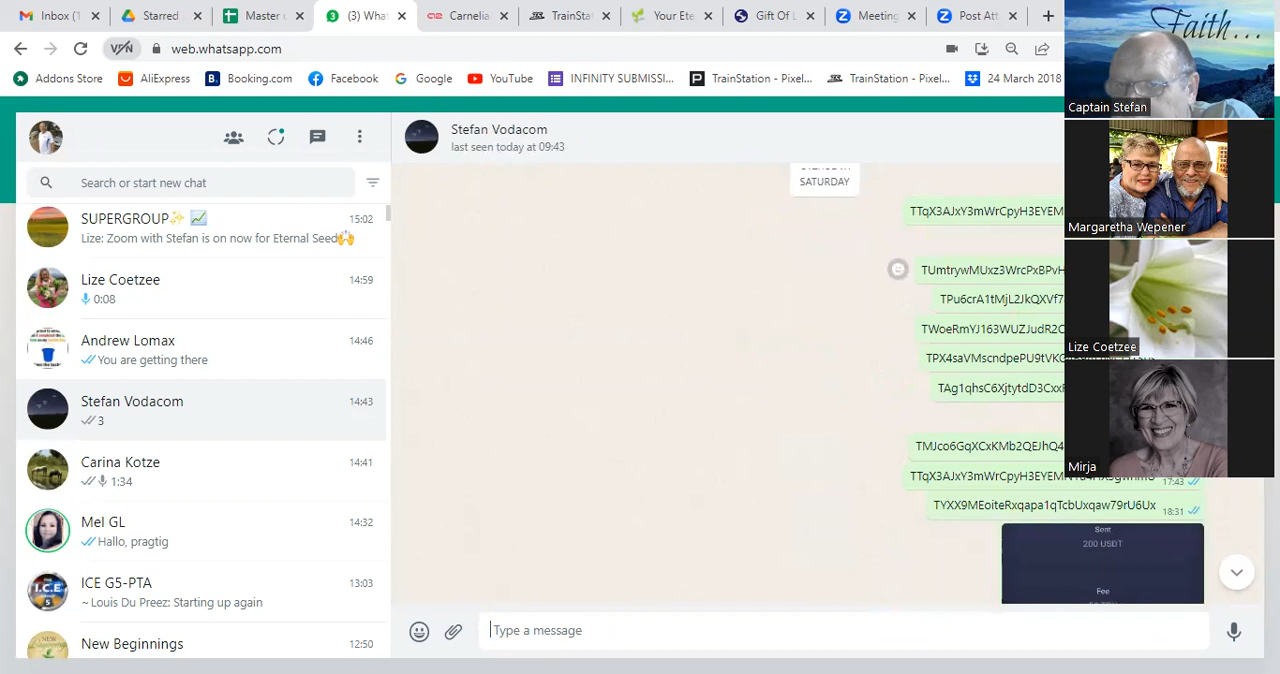 Inbox (1
Starred
Master u
(3) Wha
Carnelia
TrainSta
Your Ete
Gift Of L
Meeting
Post Att
VPN
web.whatsapp.com
Addons Store
AliExpress
Booking.com
Facebook
Google
YouTube
INFINITY SUBMISSI...
TrainStation - Pixel...
TrainStation - Pixel...
24 March 2018
Faith...
Captain Stefan
Margaretha Wepener
Lize Coetzee
Mirja
Search or start new chat
SUPERGROUP✨ 📈 15:02
Lize: Zoom with Stefan is on now for Eternal Seed🙌
Lize Coetzee 14:59
0:08
Andrew Lomax 14:46
You are getting there
Stefan Vodacom 14:43
3
Carina Kotze 14:41
1:34
Mel GL 14:32
Hallo, pragtig
ICE G5-PTA 13:03
~ Louis Du Preez: Starting up again
New Beginnings 12:50
Stefan Vodacom
last seen today at 09:43
SATURDAY
TTqX3AJxY3mWrCpyH3EYEM
TUmtrywMUxz3WrcPxBPvH
TPu6crA1tMjL2JkQXVf7
TWoeRmYJ163WUZJudR2C
TPX4saVMscndpePU9tVK
TAg1qhsC6XjtytdD3Cxx
TMJco6GqXCxKMb2QEJhQ4
TTqX3AJxY3mWrCpyH3EYEM
17:43
TYXX9MEoiteRxqapa1qTcbUxqaw79rU6Ux 18:31
Sent
200 USDT
Fee
Type a message